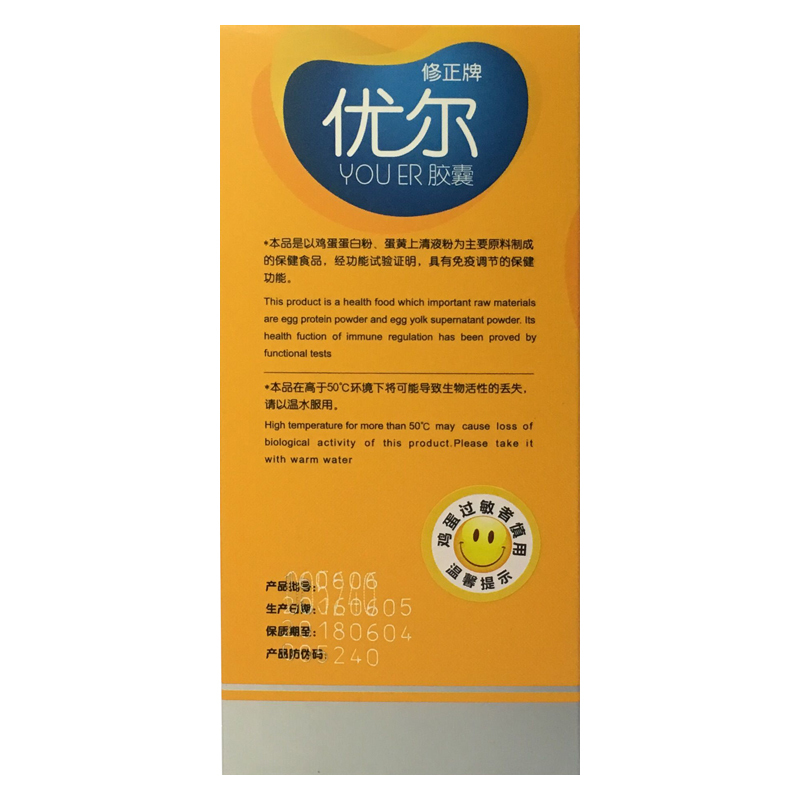 修正牌
优尔
YOU ER 胶囊
•本品是以鸡蛋蛋白粉、蛋黄上清液粉为主要原料制成
的保健食品，经功能试验证明，具有免疫调节的保健
功能。
This product is a health food which important raw materials
are egg protein powder and egg yolk supernatant powder. Its
health fuction of immune regulation has been proved by
functional tests
•本品在高于50℃环境下将可能导致生物活性的丢失，
请以温水服用。
High temperature for more than 50℃ may cause loss of
biological activity of this product.Please take it
with warm water
鸡蛋过敏者慎用
温馨提示
产品批号：
生产日期： 20160605
保质期至： 20180604
产品防伪码：